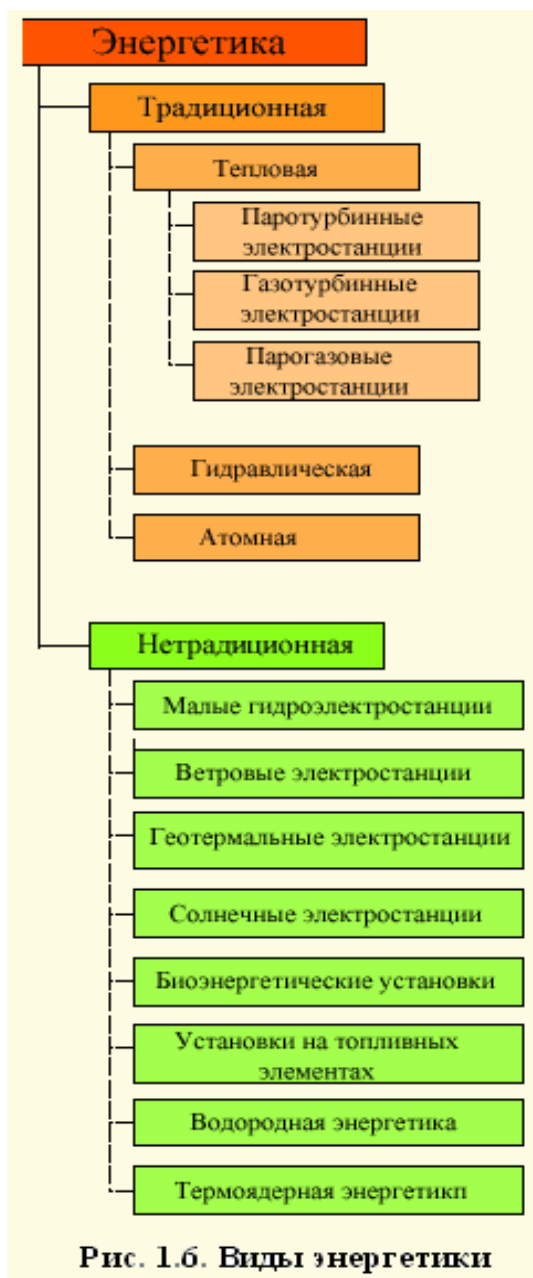 Энергетика
Традиционная
Тепловая
Паротурбинные
электростанции
Газотурбинные
электростанции
Парогазовые
электростанции
Гидравлическая
Атомная
Нетрадиционная
Малые гидроэлектростанции
Ветровые электростанции
Геотермальные электростанции
Солнечные электростанции
Биоэнергетические установки
Установки на топливных
элементах
Водородная энергетика
Термоядерная энергетикп
Рис. 1.6. Виды энергетики